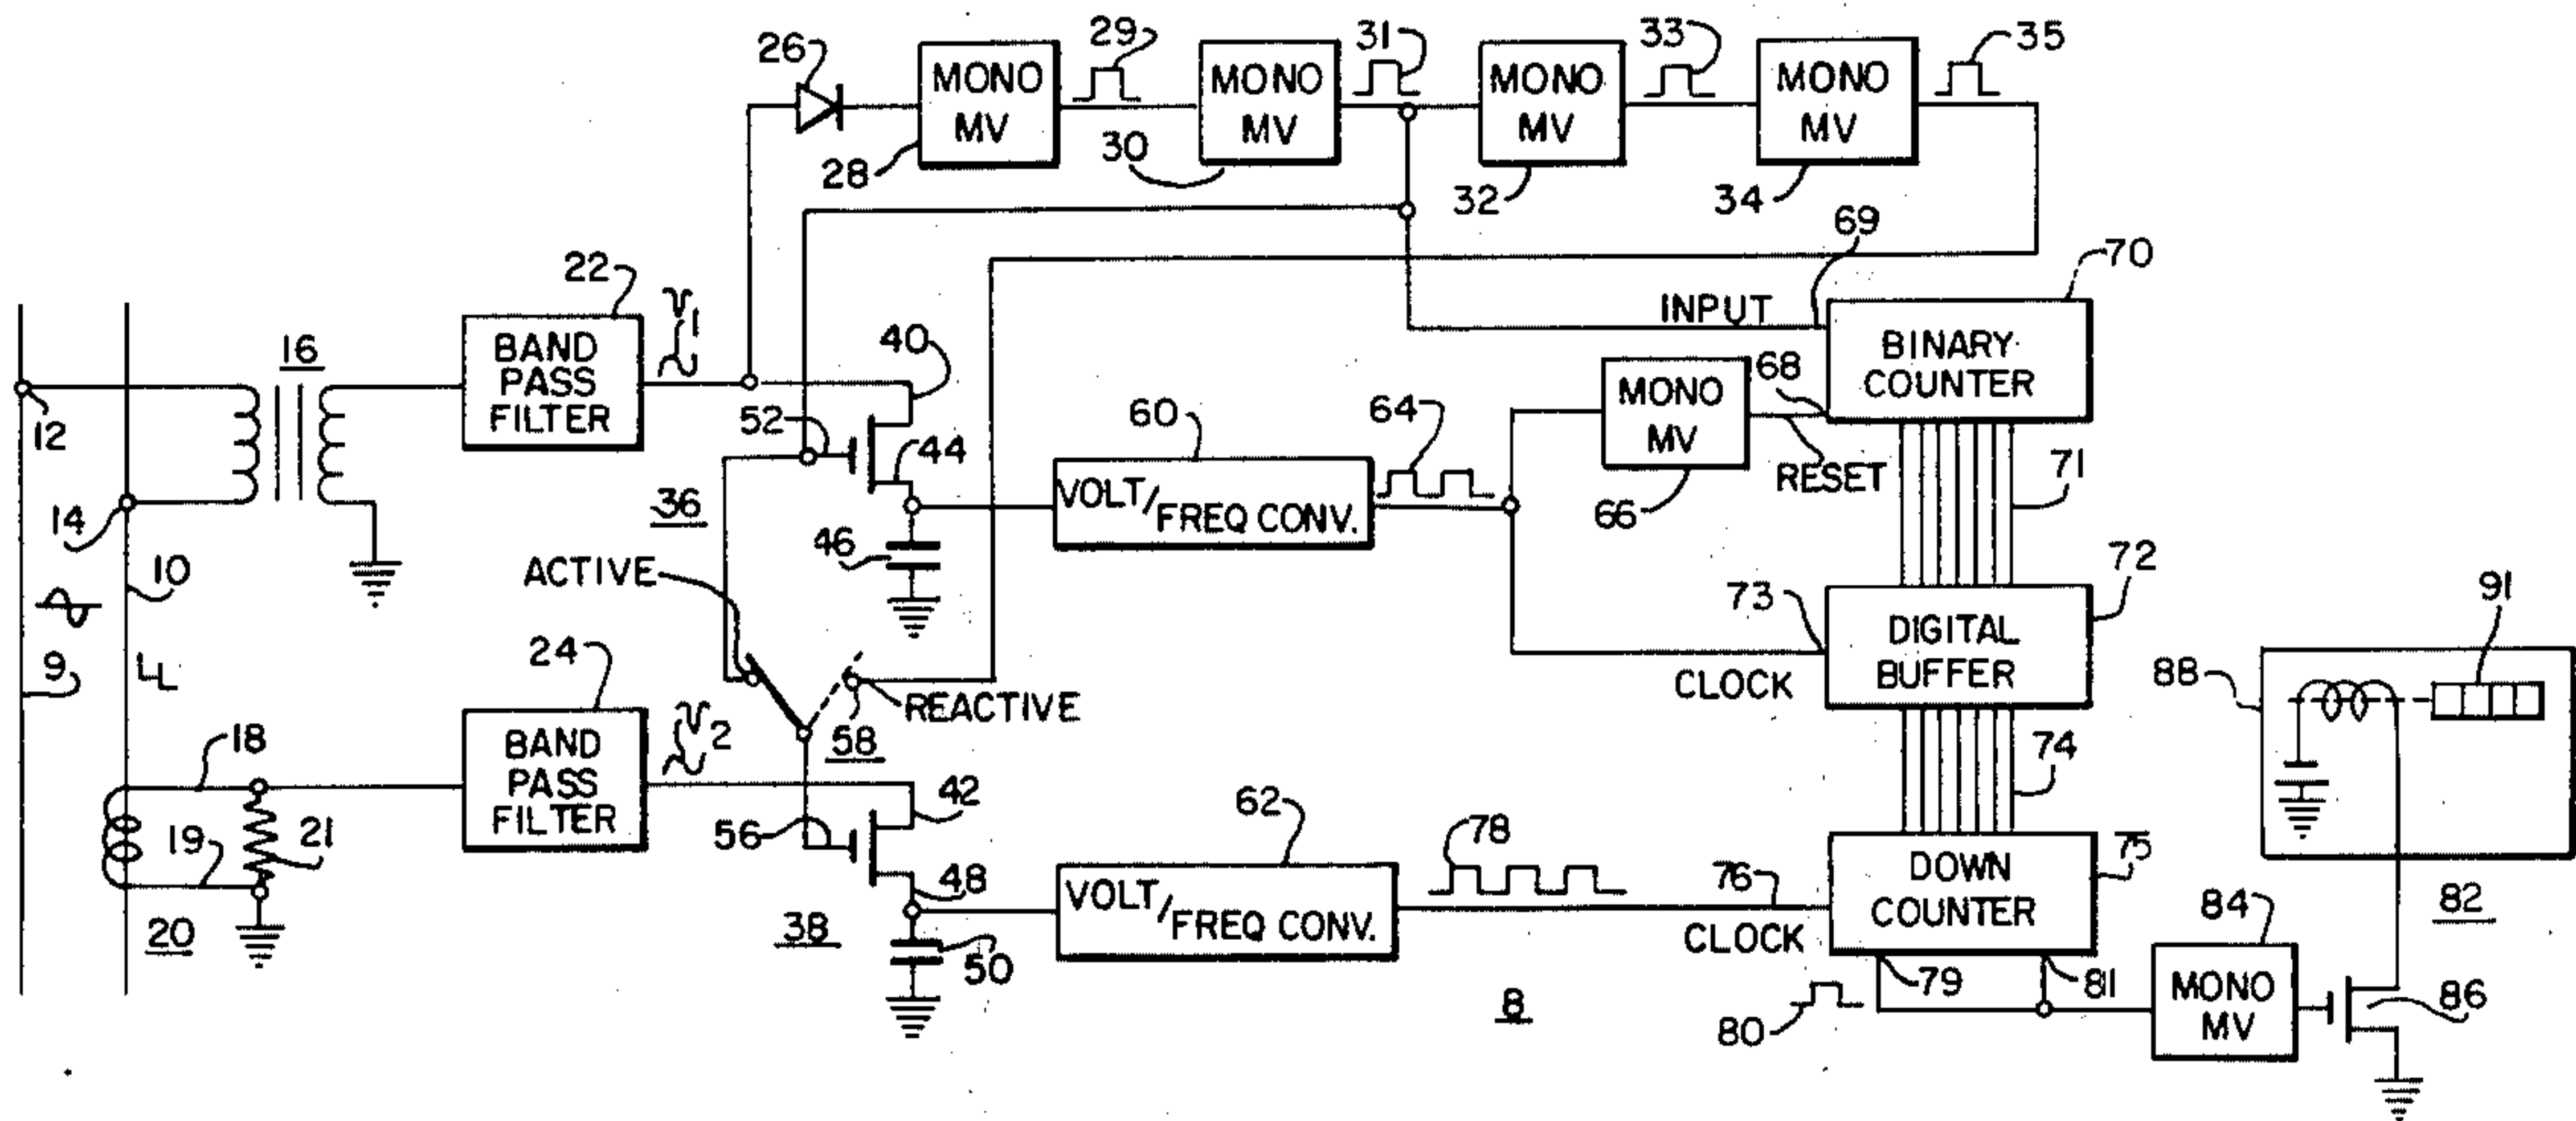 26
MONO
MV
28
29
MONO
MV
30
31
MONO
MV
32
33
MONO
MV
34
35
69
INPUT
70
BINARY
COUNTER
68
RESET
MONO
MV
66
71
16
12
14
10
9
22
BAND
PASS
FILTER
V1
40
52
44
36
46
ACTIVE
60
VOLT/
FREQ CONV.
64
72
73
CLOCK
DIGITAL
BUFFER
74
91
88
24
BAND
PASS
FILTER
V2
REACTIVE
58
18
19
20
21
42
56
48
38
50
62
VOLT/
FREQ CONV.
78
76
CLOCK
DOWN
COUNTER
75
79
80
81
8
84
MONO
MV
82
86